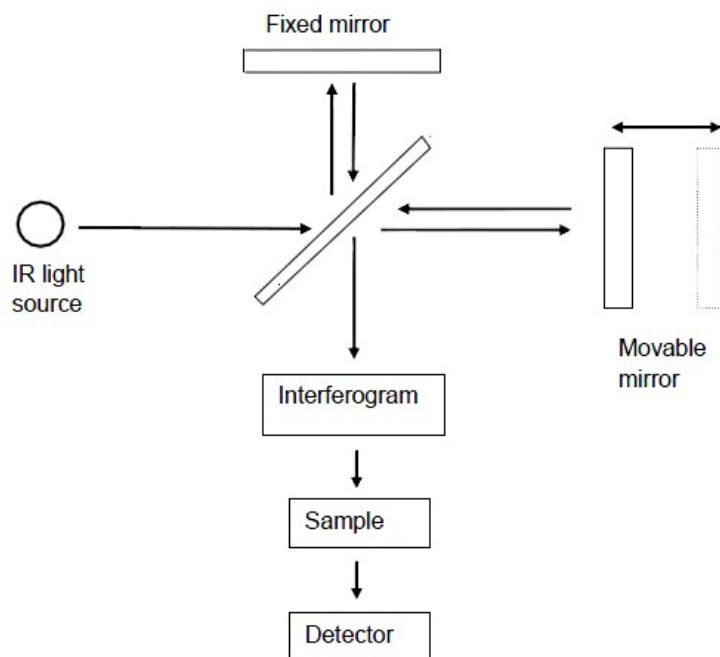 Fixed mirror
IR light
source
Movable
mirror
Interferogram
Sample
Detector